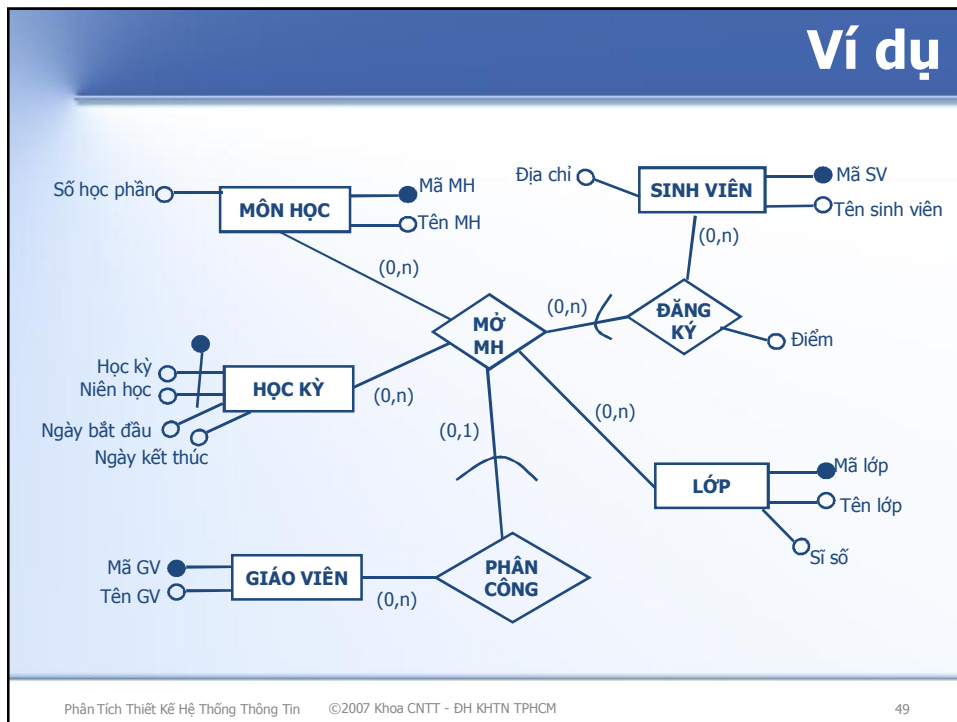 Ví dụ
Số học phần
MÔN HỌC
Mã MH
Tên MH
(0,n)
Địa chỉ
SINH VIÊN
Mã SV
Tên sinh viên
(0,n)
MỞ
MH
(0,n)
ĐĂNG
KÝ
Điểm
Học kỳ
Niên học
Ngày bắt đầu
Ngày kết thúc
HỌC KỲ
(0,n)
(0,1)
(0,n)
LỚP
Mã lớp
Tên lớp
Sĩ số
Mã GV
Tên GV
GIÁO VIÊN
(0,n)
PHÂN
CÔNG
Phân Tích Thiết Kế Hệ Thống Thông Tin ©2007 Khoa CNTT - ĐH KHTN TPHCM 49